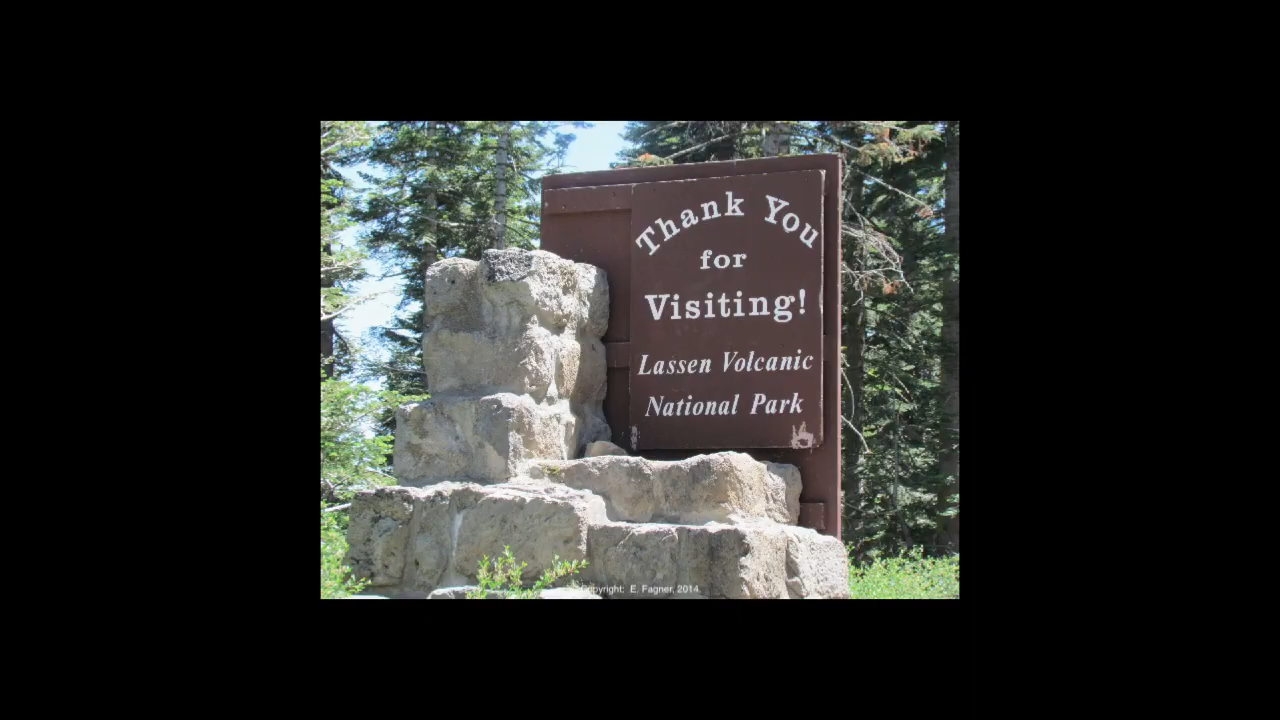 Thank You
for
Visiting!
Lassen Volcanic
National Park
Copyright: E. Fagner, 2014